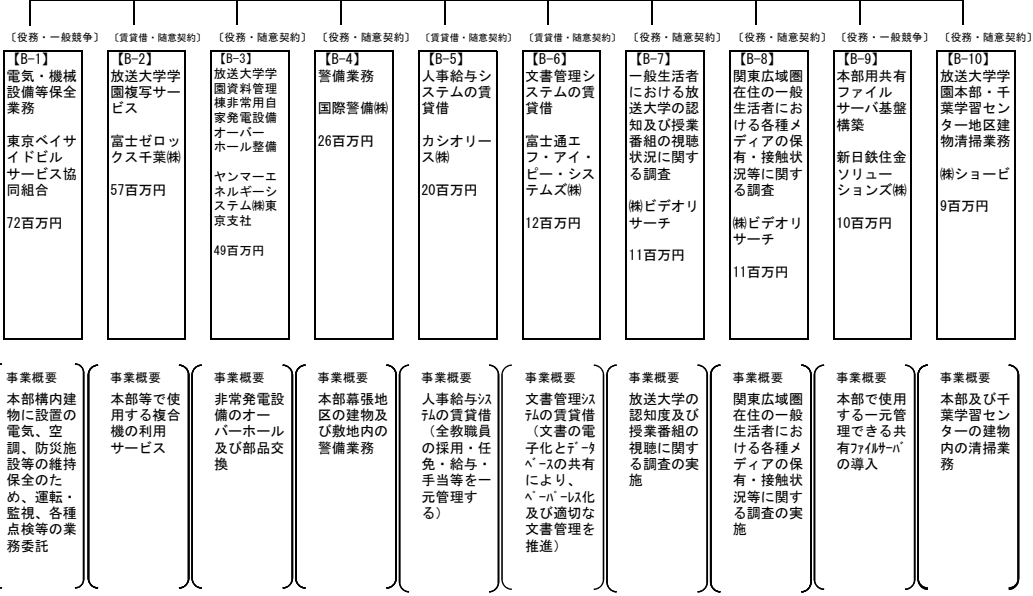 〔役務・一般競争〕
【B-1】
電気・機械
設備等保全
業務
東京ベイサ
イドビル
サービス協
同組合
72百万円
事業概要
本部構内建
物に設置の
電気、空
調、防災施
設等の維持
保全のた
め、運転・
監視、各種
点検等の業
務委託
〔賃貸借・随意契約〕
【B-2】
放送大学学
園複写サー
ビス
富士ゼロッ
クス千葉㈱
57百万円
事業概要
本部等で使
用する複合
機の利用
サービス
〔役務・随意契約〕
【B-3】
放送大学学
園資料管理
棟非常用自
家発電設備
オーバー
ホール整備
ヤンマーエ
ネルギーシ
ステム㈱東
京支社
49百万円
事業概要
非常発電設
備のオー
バーホール
及び部品交
換
〔役務・随意契約〕
【B-4】
警備業務
国際警備㈱
26百万円
事業概要
本部幕張地
区の建物及
び敷地内の
警備業務
〔賃貸借・随意契約〕
【B-5】
人事給与シ
ステムの賃
貸借
カシオリー
ス㈱
20百万円
事業概要
人事給与ｼｽ
ﾃﾑの賃貸借
（全教職員
の採用・任
免・給与・
手当等を一
元管理す
る）
〔賃貸借・随意契約〕
【B-6】
文書管理シ
ステムの賃
貸借
富士通エ
フ・アイ・
ピー・シス
テムズ㈱
12百万円
事業概要
文書管理ｼｽ
ﾃﾑの賃貸借
（文書の電
子化とﾃﾞｰﾀ
ﾍﾞｰｽの共有
により、
ﾍﾟｰﾊﾟｰﾚｽ化
及び適切な
文書管理を
推進）
〔役務・随意契約〕
【B-7】
一般生活者
における放
送大学の認
知及び授業
番組の視聴
状況に関す
る調査
㈱ビデオリ
サーチ
11百万円
事業概要
放送大学の
認知度及び
授業番組の
視聴に関す
る調査の実
施
〔役務・随意契約〕
【B-8】
関東広域圏
在住の一般
生活者にお
ける各種メ
ディアの保
有・接触状
況等に関す
る調査
㈱ビデオリ
サーチ
11百万円
事業概要
関東広域圏
在住の一般
生活者にお
ける各種メ
ディアの保
有・接触状
況等に関す
る調査の実
施
〔役務・一般競争〕
【B-9】
本部用共有
ファイル
サーバ基盤
構築
新日鉄住金
ソリュー
ションズ㈱
10百万円
事業概要
本部で使用
する一元管
理できる共
有ﾌｧｲﾙｻｰﾊﾞ
の導入
〔役務・随意契約〕
【B-10】
放送大学学
園本部・千
葉学習セン
ター地区建
物清掃業務
㈱ショービ
9百万円
事業概要
本部及び千
葉学習セン
ターの建物
内の清掃業
務